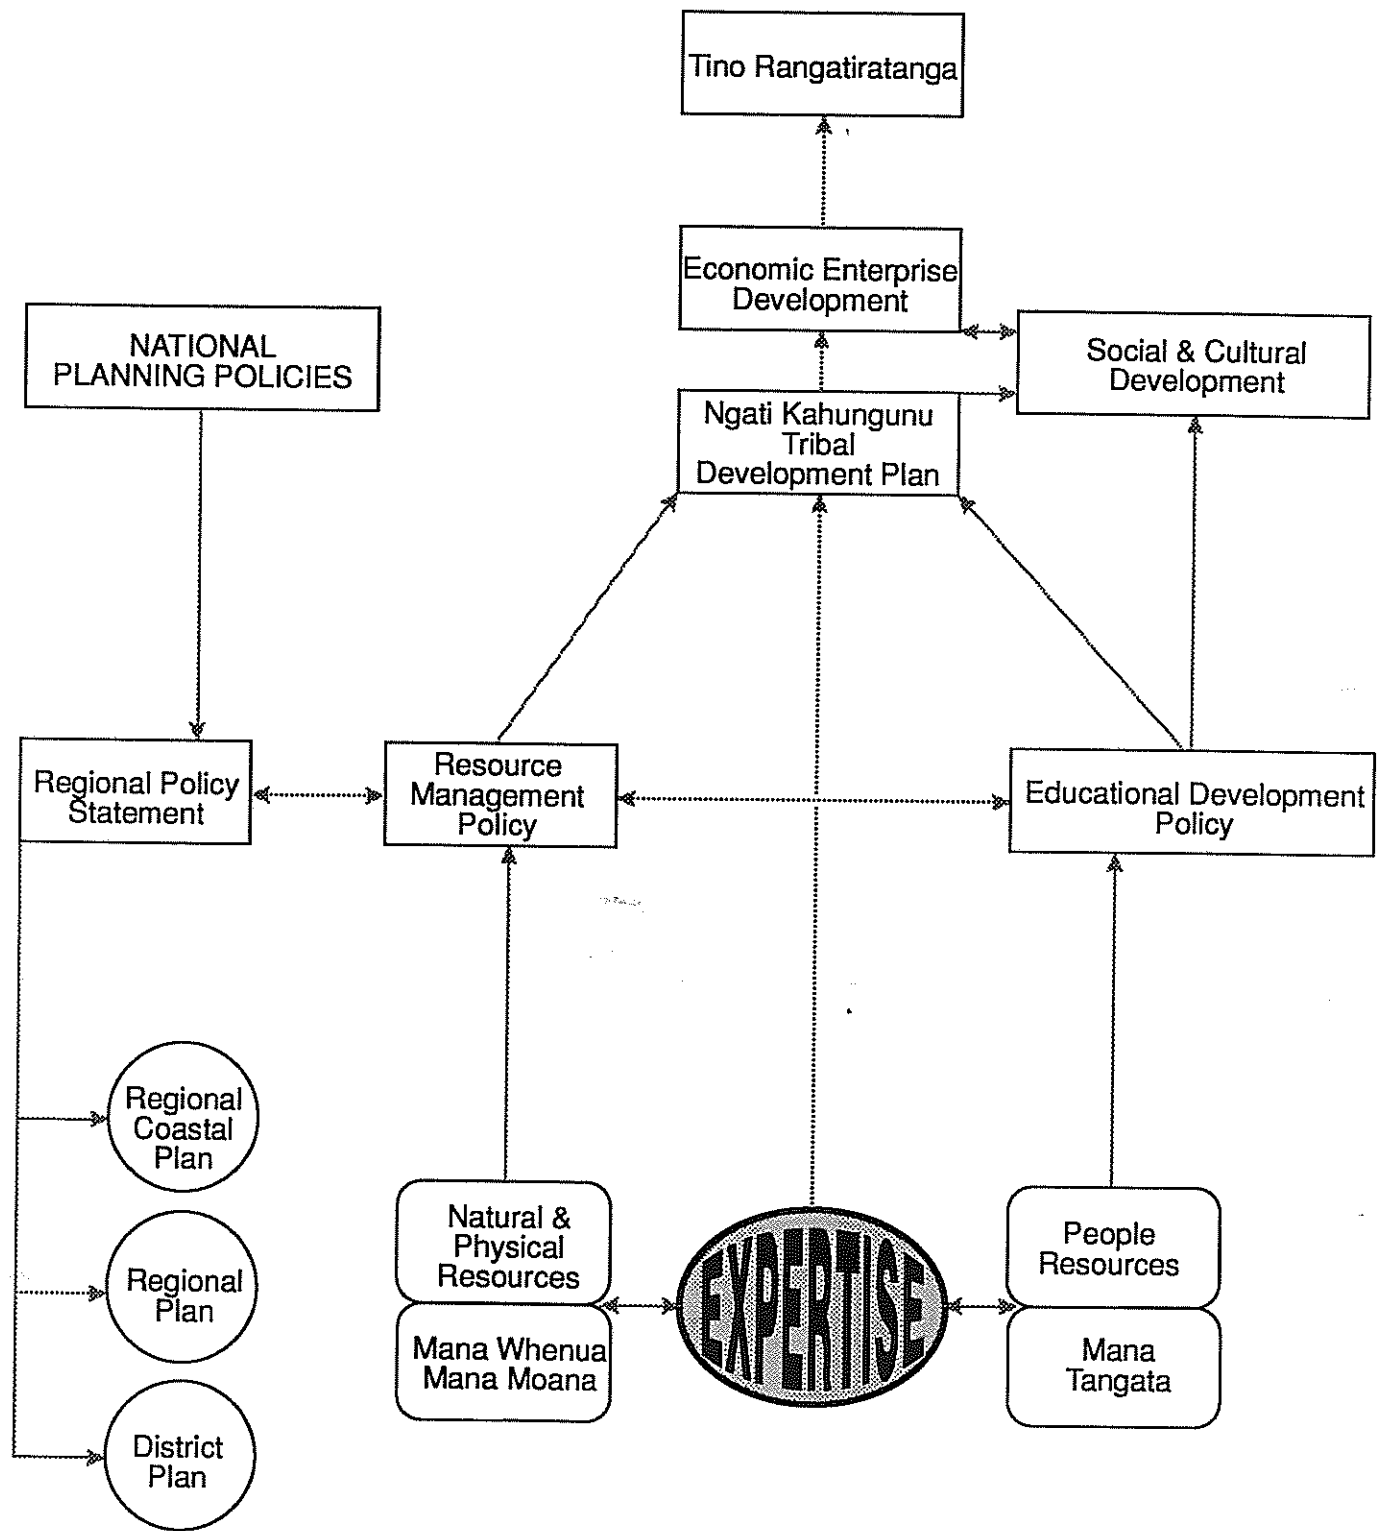 Tino Rangatiratanga
Economic Enterprise
Development
NATIONAL
PLANNING POLICIES
Social & Cultural
Development
Ngati Kahungunu
Tribal
Development Plan
Regional Policy
Statement
Resource
Management
Policy
Educational Development
Policy
Regional
Coastal
Plan
Natural &
Physical
Resources
EXPERTISE
People
Resources
Regional
Plan
Mana Whenua
Mana Moana
Mana
Tangata
District
Plan